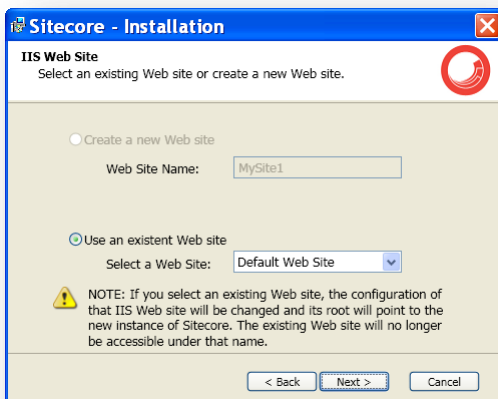 Sitecore - Installation
IIS Web Site
Select an existing Web site or create a new Web site.
Create a new Web site
Web Site Name: MySite1
Use an existent Web site
Select a Web Site: Default Web Site
NOTE: If you select an existing Web site, the configuration of
that IIS Web site will be changed and its root will point to the
new instance of Sitecore. The existing Web site will no longer
be accessible under that name.
< Back Next > Cancel